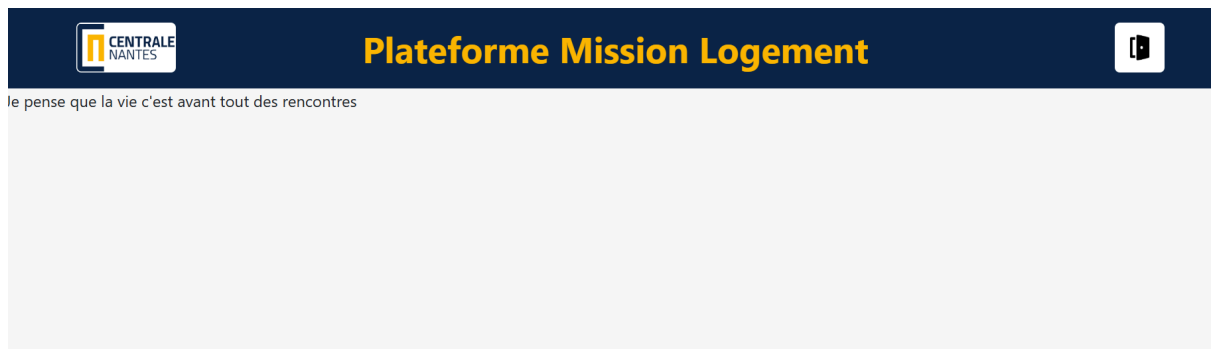 CENTRALE
NANTES
Plateforme Mission Logement
Je pense que la vie c'est avant tout des rencontres